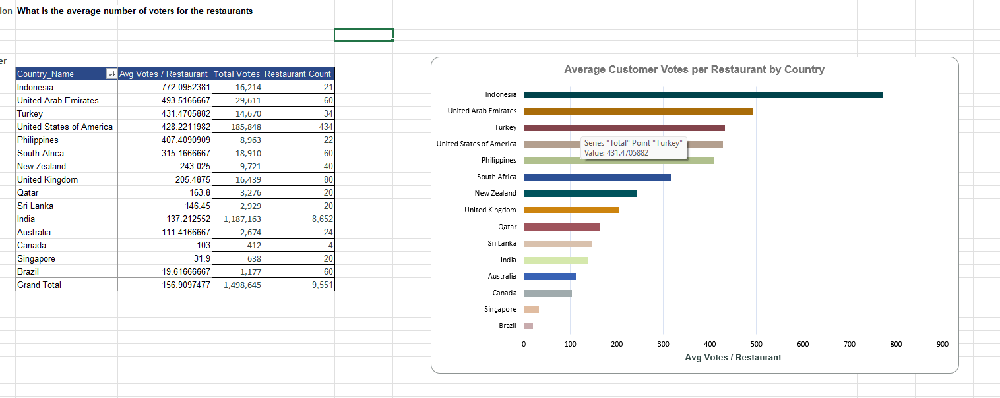 ion What is the average number of voters for the restaurants
er
Country_Name Avg Votes / Restaurant Total Votes Restaurant Count
Indonesia 772.0952381 16,214 21
United Arab Emirates 493.5166667 29,611 60
Turkey 431.4705882 14,670 34
United States of America 428.2211982 185,848 434
Philippines 407.4090909 8,963 22
South Africa 315.1666667 18,910 60
New Zealand 243.025 9,721 40
United Kingdom 205.4875 16,439 80
Qatar 163.8 3,276 20
Sri Lanka 146.45 2,929 20
India 137.212552 1,187,163 8,652
Australia 111.4166667 2,674 24
Canada 103 412 4
Singapore 31.9 638 20
Brazil 19.61666667 1,177 60
Grand Total 156.9097477 1,498,645 9,551
Average Customer Votes per Restaurant by Country
Indonesia
United Arab Emirates
Turkey
United States of America
Series "Total" Point "Turkey"
Value: 431.4705882
Philippines
South Africa
New Zealand
United Kingdom
Qatar
Sri Lanka
India
Australia
Canada
Singapore
Brazil
0 100 200 300 400 500 600 700 800 900
Avg Votes / Restaurant